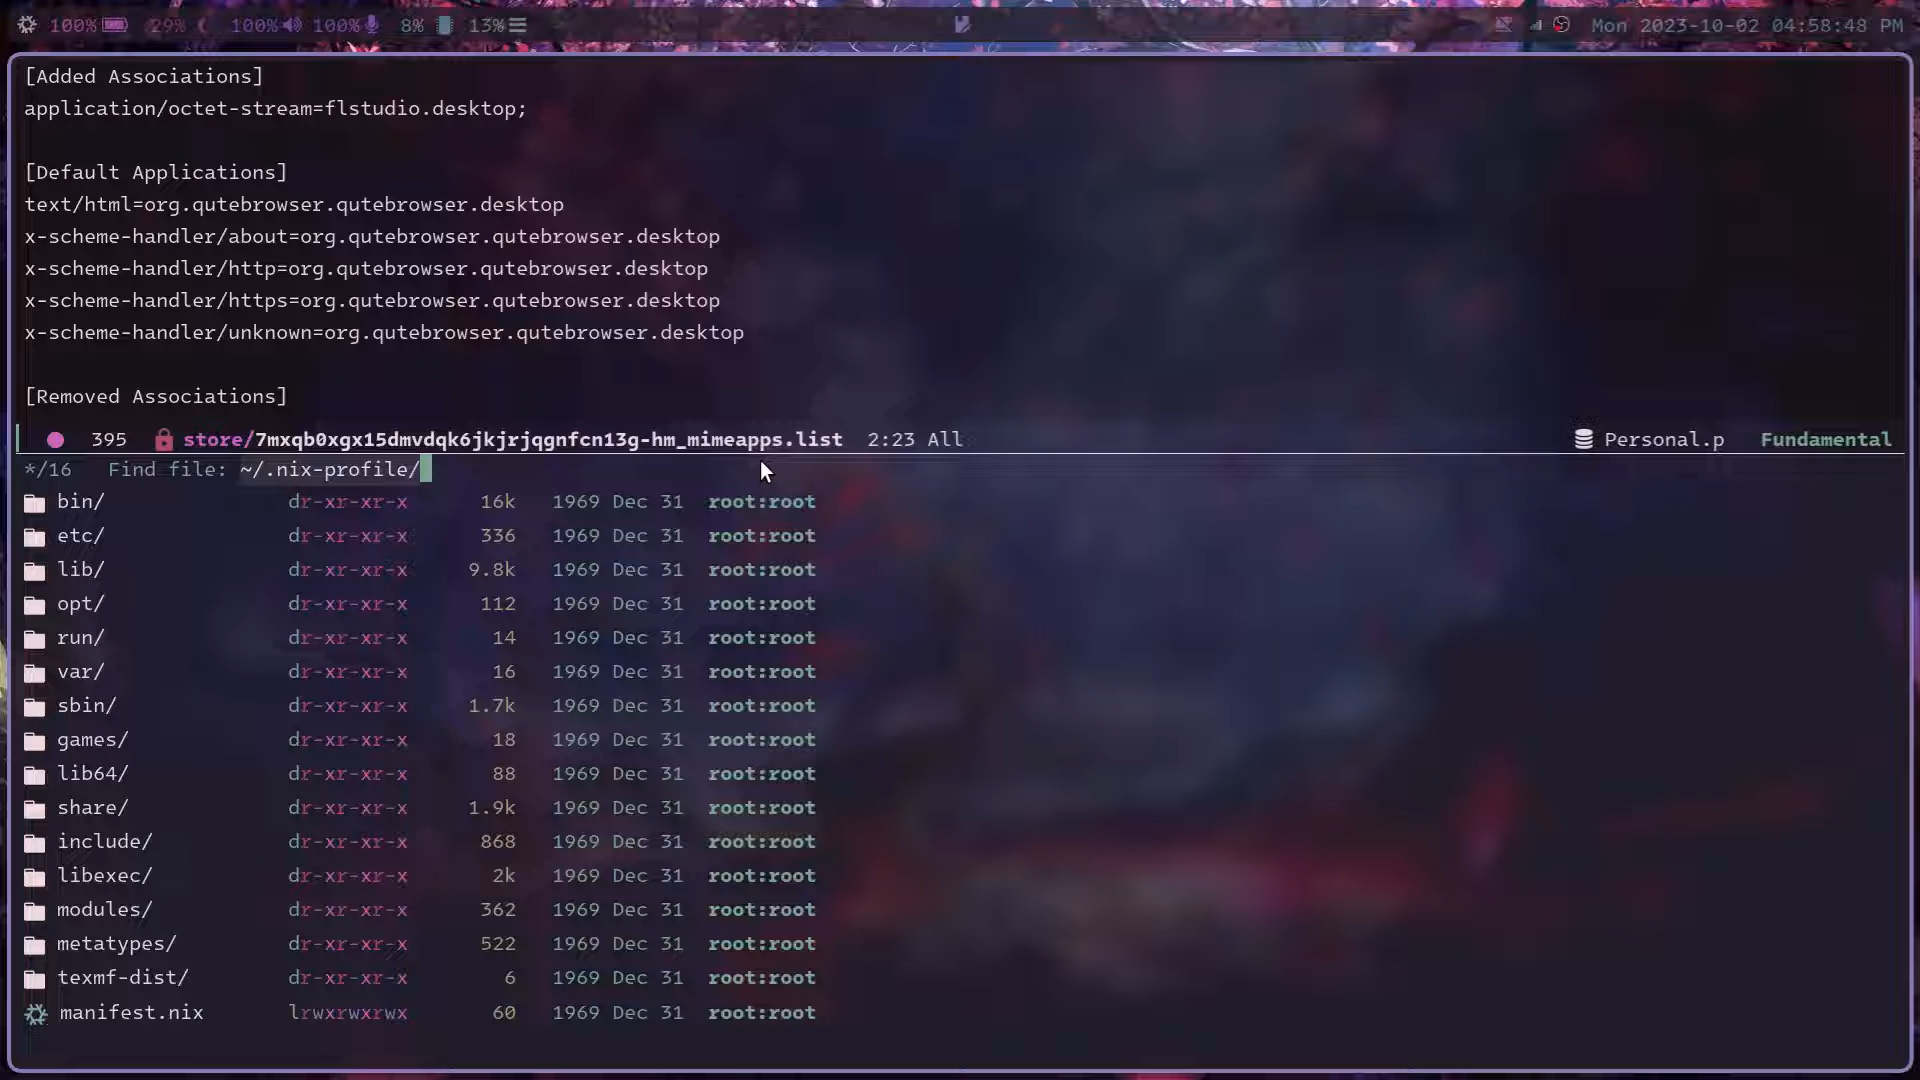 100% 29% 100% 100% 8% 13% Mon 2023-10-02 04:58:48 PM
[Added Associations]
application/octet-stream=flstudio.desktop;
[Default Applications]
text/html=org.qutebrowser.qutebrowser.desktop
x-scheme-handler/about=org.qutebrowser.qutebrowser.desktop
x-scheme-handler/http=org.qutebrowser.qutebrowser.desktop
x-scheme-handler/https=org.qutebrowser.qutebrowser.desktop
x-scheme-handler/unknown=org.qutebrowser.qutebrowser.desktop
[Removed Associations]
395 store/7mxqb0xgx15dmvdqk6jkjrjqgnfcn13g-hm_mimeapps.list 2:23 All Personal.p Fundamental
*/16 Find file: ~/.nix-profile/
bin/ dr-xr-xr-x 16k 1969 Dec 31 root:root
etc/ dr-xr-xr-x 336 1969 Dec 31 root:root
lib/ dr-xr-xr-x 9.8k 1969 Dec 31 root:root
opt/ dr-xr-xr-x 112 1969 Dec 31 root:root
run/ dr-xr-xr-x 14 1969 Dec 31 root:root
var/ dr-xr-xr-x 16 1969 Dec 31 root:root
sbin/ dr-xr-xr-x 1.7k 1969 Dec 31 root:root
games/ dr-xr-xr-x 18 1969 Dec 31 root:root
lib64/ dr-xr-xr-x 88 1969 Dec 31 root:root
share/ dr-xr-xr-x 1.9k 1969 Dec 31 root:root
include/ dr-xr-xr-x 868 1969 Dec 31 root:root
libexec/ dr-xr-xr-x 2k 1969 Dec 31 root:root
modules/ dr-xr-xr-x 362 1969 Dec 31 root:root
metatypes/ dr-xr-xr-x 522 1969 Dec 31 root:root
texmf-dist/ dr-xr-xr-x 6 1969 Dec 31 root:root
manifest.nix lrwxrwxrwx 60 1969 Dec 31 root:root